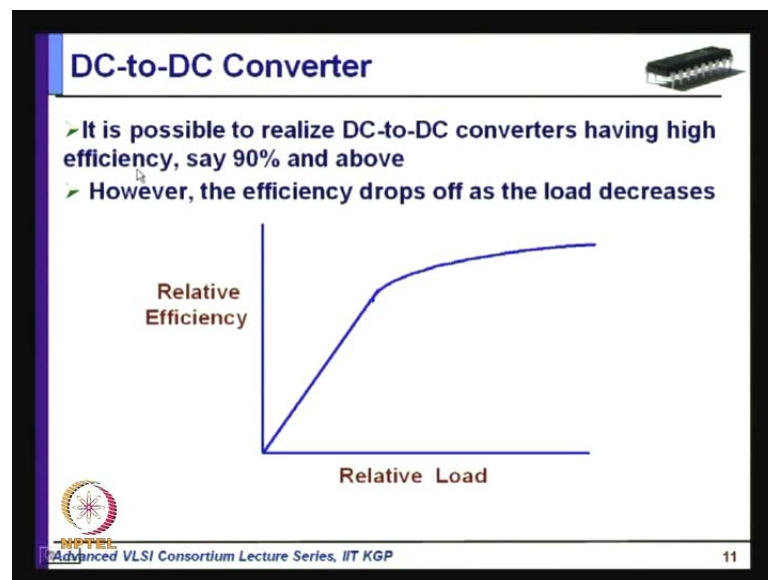 DC-to-DC Converter
➢It is possible to realize DC-to-DC converters having high
efficiency, say 90% and above
➢ However, the efficiency drops off as the load decreases
Relative
Efficiency
Relative Load
NPTEL
Advanced VLSI Consortium Lecture Series, IIT KGP
11